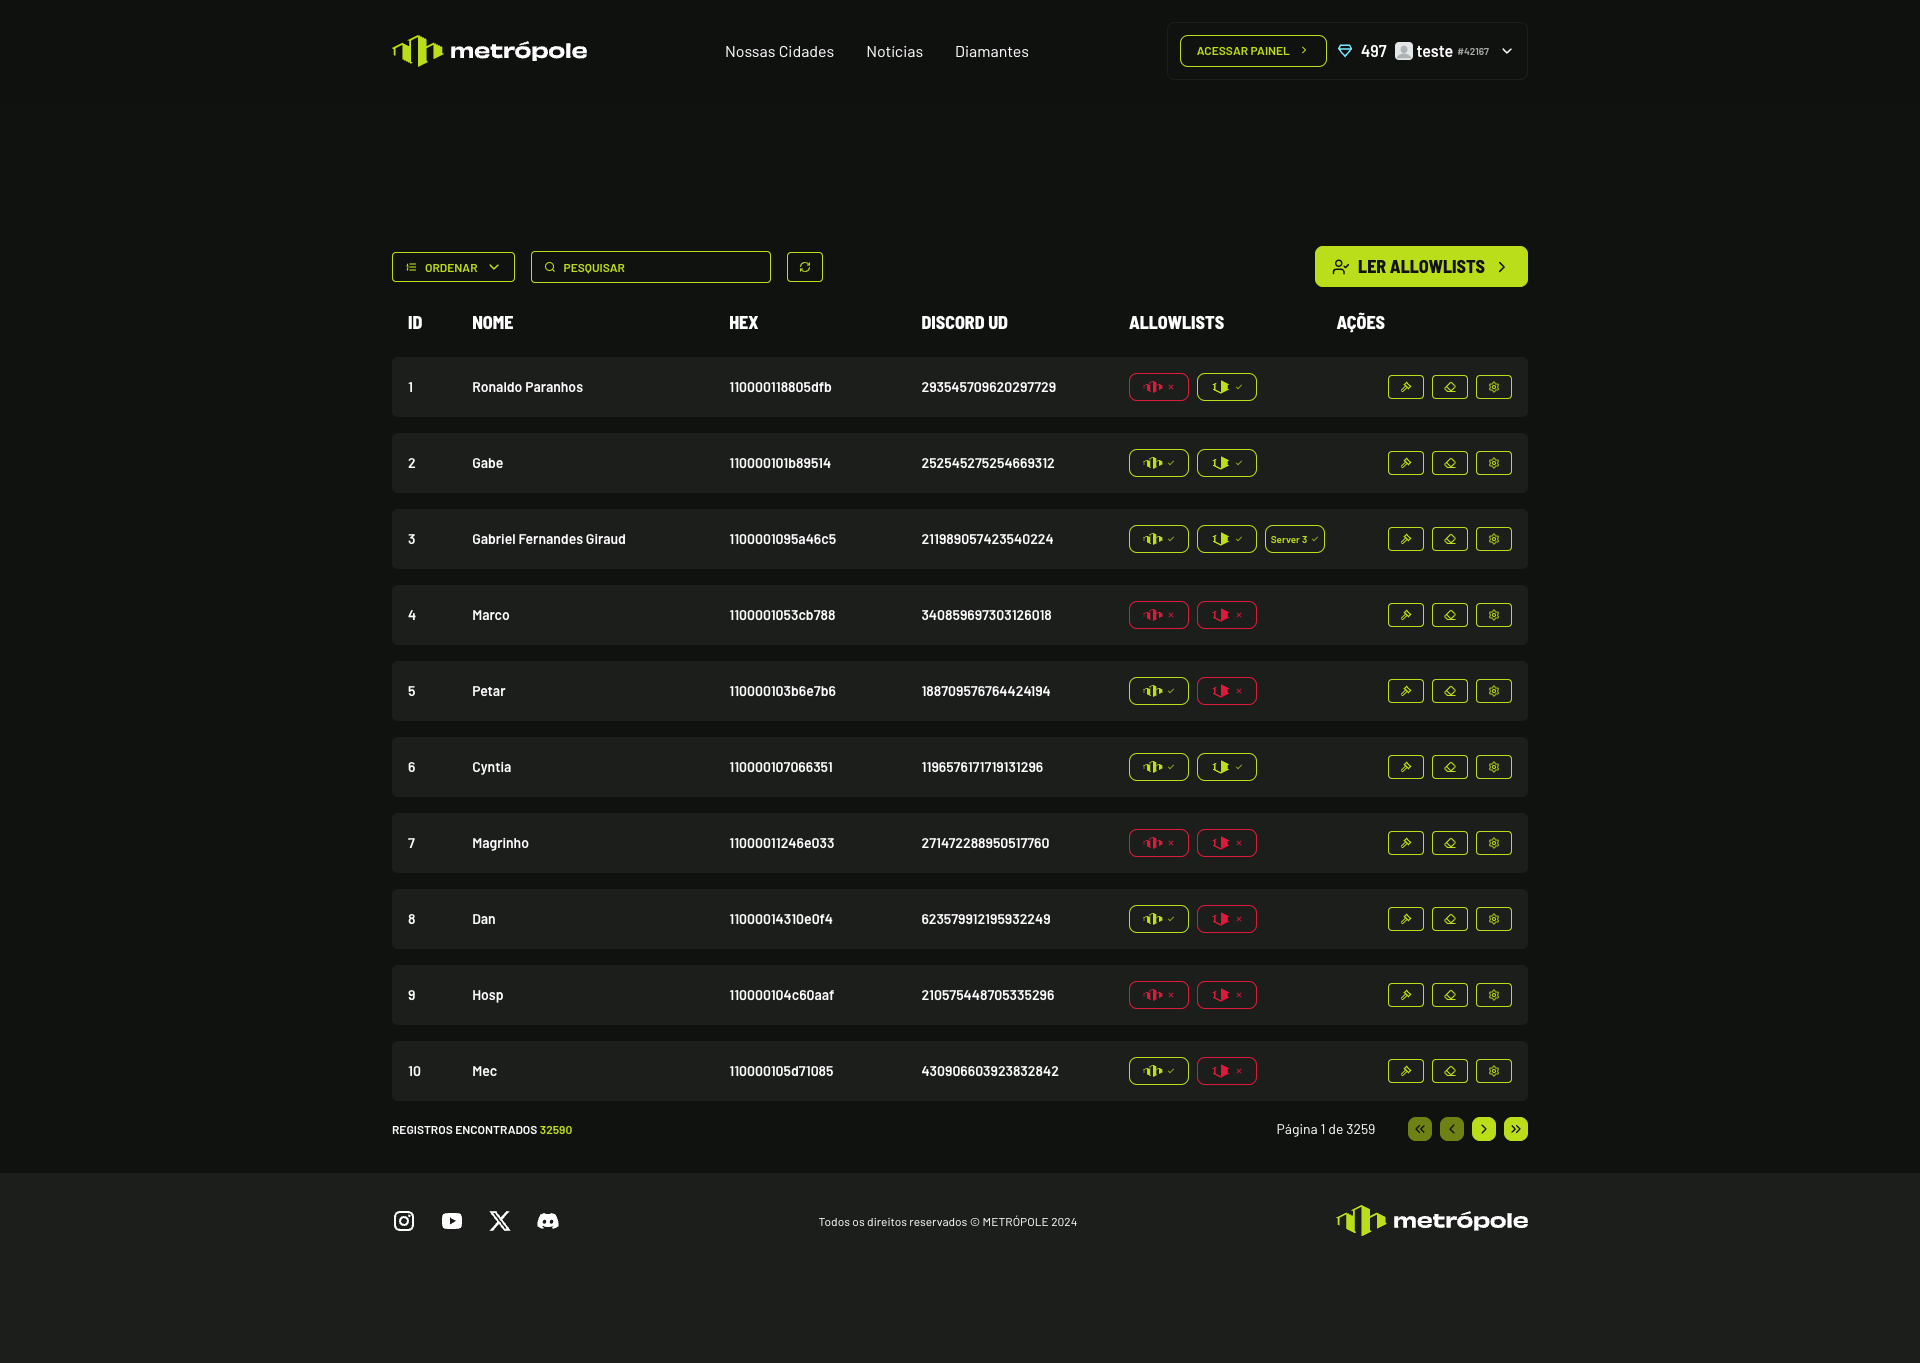 metrópole
Nossas Cidades Notícias Diamantes
ACESSAR PAINEL 497 teste #42167
ORDENAR PESQUISAR LER ALLOWLISTS
ID NOME HEX DISCORD UD ALLOWLISTS AÇÕES
1 Ronaldo Paranhos 110000118805dfb 293545709620297729
2 Gabe 110000101b89514 252545275254669312
3 Gabriel Fernandes Giraud 1100001095a46c5 211989057423540224 Server 3
4 Marco 1100001053cb788 340859697303126018
5 Petar 110000103b6e7b6 188709576764424194
6 Cyntia 110000107066351 1196576171719131296
7 Magrinho 11000011246e033 271472288950517760
8 Dan 11000014310e0f4 623579912195932249
9 Hosp 110000104c60aaf 210575448705335296
10 Mec 110000105d71085 430906603923832842
REGISTROS ENCONTRADOS 32590 Página 1 de 3259
Todos os direitos reservados © METRÓPOLE 2024 metrópole